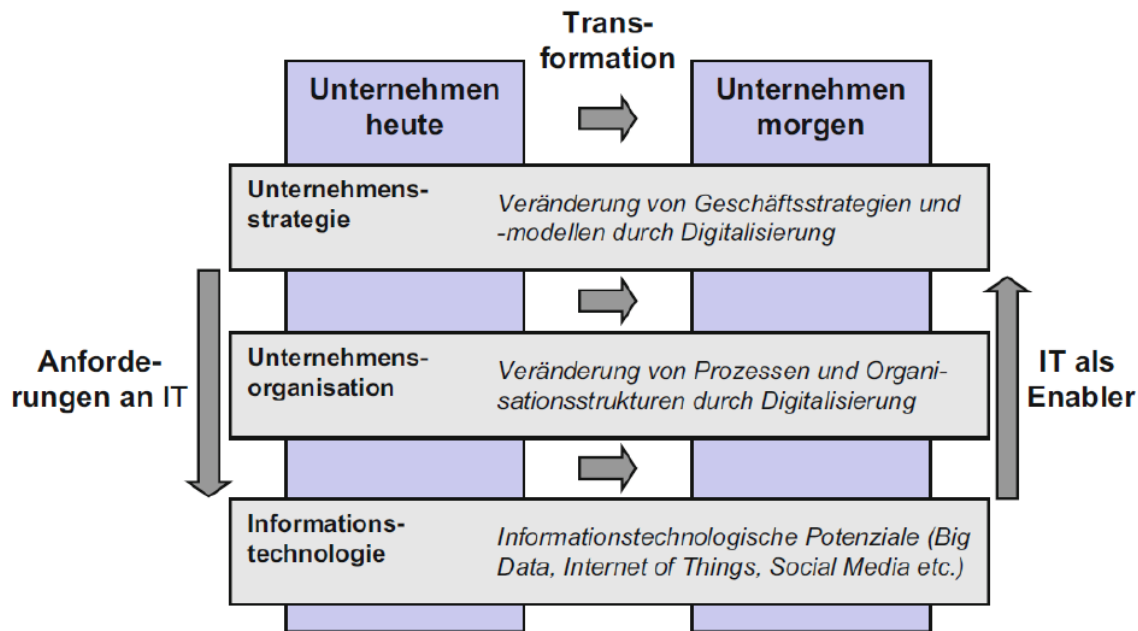 Trans-
formation
Unternehmen
heute
Unternehmen
morgen
Unternehmens-
strategie
Veränderung von Geschäftsstrategien und
-modellen durch Digitalisierung
Anforde-
rungen an IT
Unternehmens-
organisation
Veränderung von Prozessen und Organi-
sationsstrukturen durch Digitalisierung
IT als
Enabler
Informations-
technologie
Informationstechnologische Potenziale (Big
Data, Internet of Things, Social Media etc.)